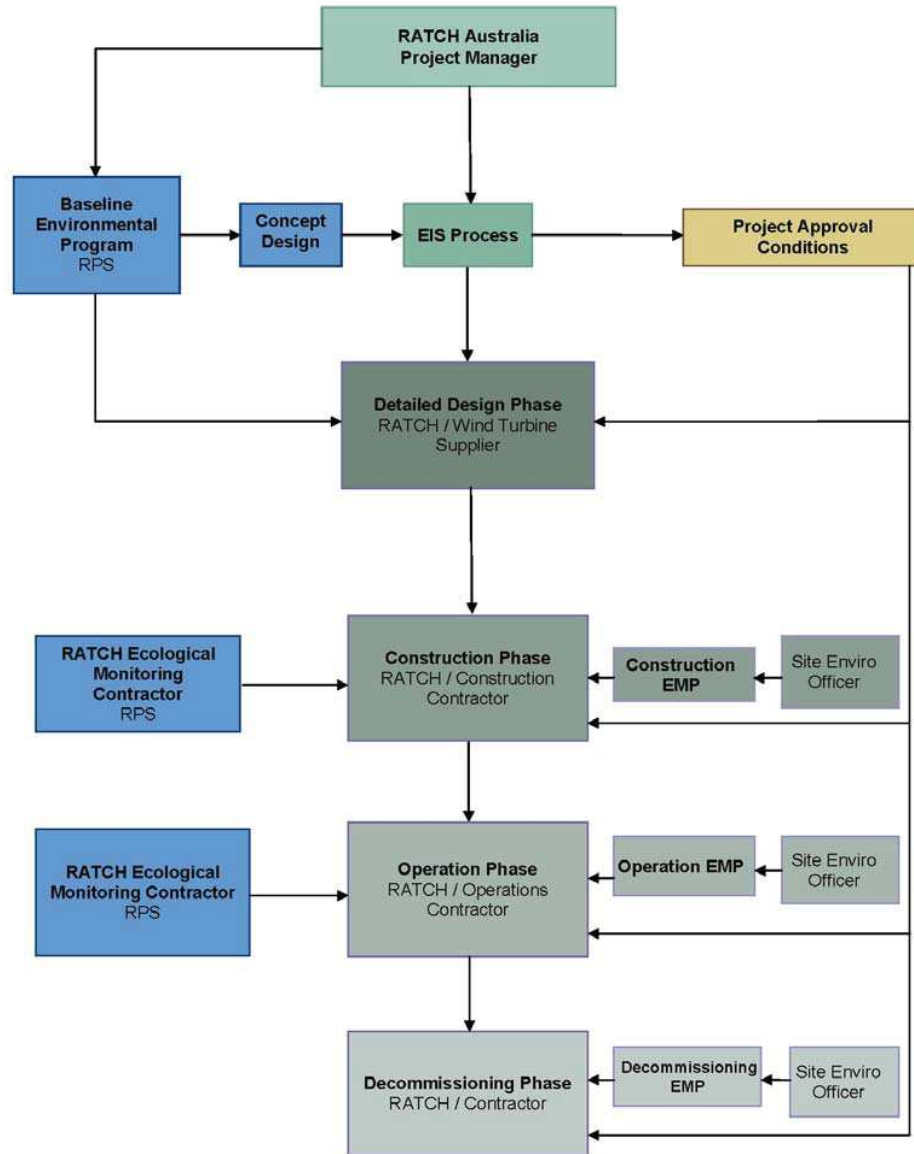 RATCH Australia
Project Manager
Baseline
Environmental
Program
RPS
Concept
Design
EIS Process
Project Approval
Conditions
Detailed Design Phase
RATCH / Wind Turbine
Supplier
RATCH Ecological
Monitoring
Contractor
RPS
Construction Phase
RATCH / Construction
Contractor
Construction
EMP
Site Enviro
Officer
RATCH Ecological
Monitoring Contractor
RPS
Operation Phase
RATCH / Operations
Contractor
Operation EMP
Site Enviro
Officer
Decommissioning Phase
RATCH / Contractor
Decommissioning
EMP
Site Enviro
Officer